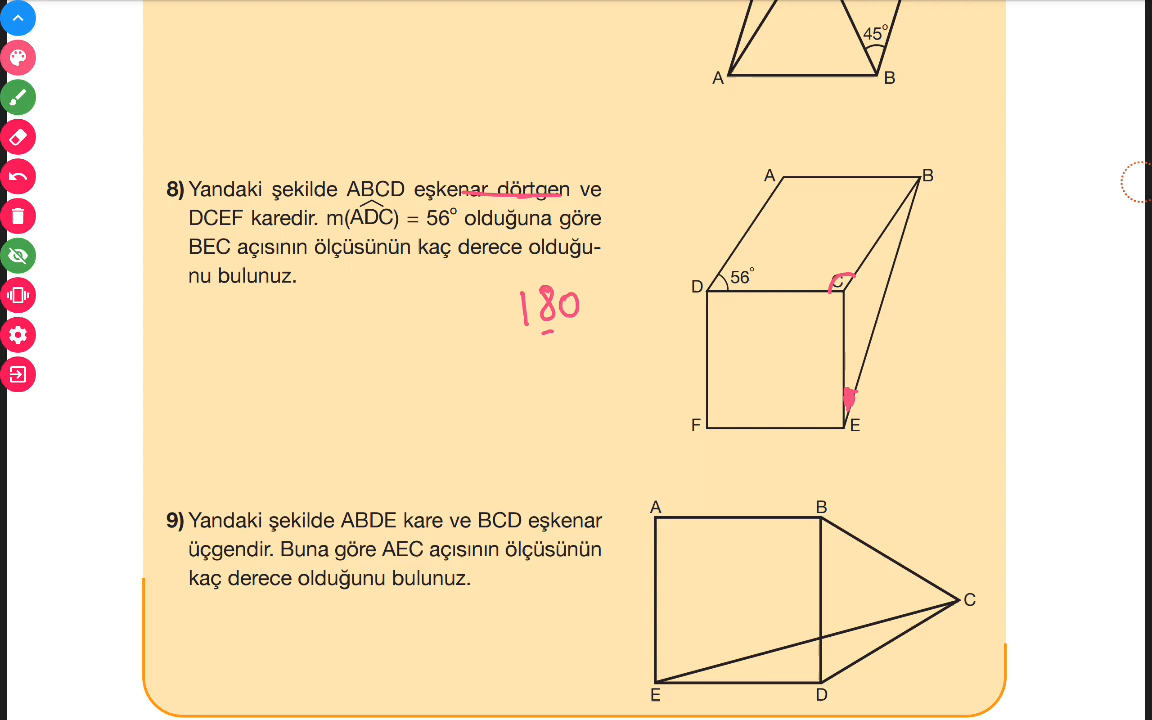 45°
A
B
8) Yandaki şekilde ABCD eşkenar dörtgen ve
DCEF karedir. m(ADC) = 56° olduğuna göre
BEC açısının ölçüsünün kaç derece olduğu-
nu bulunuz.
180
A
B
D
56°
C
F
E
9) Yandaki şekilde ABDE kare ve BCD eşkenar
üçgendir. Buna göre AEC açısının ölçüsünün
kaç derece olduğunu bulunuz.
A
B
C
E
D